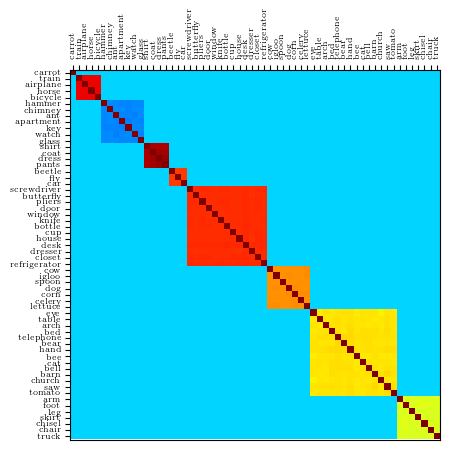 carrot train airplane horse bicycle hammer chimney ant apartment key watch glass shirt coat dress pants beetle fly car screwdriver butterfly pliers door window knife bottle cup house desk dresser closet refrigerator cow igloo spoon dog corn celery lettuce eye table arch bed telephone bear hand bee cat bell barn church saw tomato arm foot leg skirt chisel chair truck
carrot
train
airplane
horse
bicycle
hammer
chimney
ant
apartment
key
watch
glass
shirt
coat
dress
pants
beetle
fly
car
screwdriver
butterfly
pliers
door
window
knife
bottle
cup
house
desk
dresser
closet
refrigerator
cow
igloo
spoon
dog
corn
celery
lettuce
eye
table
arch
bed
telephone
bear
hand
bee
cat
bell
barn
church
saw
tomato
arm
foot
leg
skirt
chisel
chair
truck